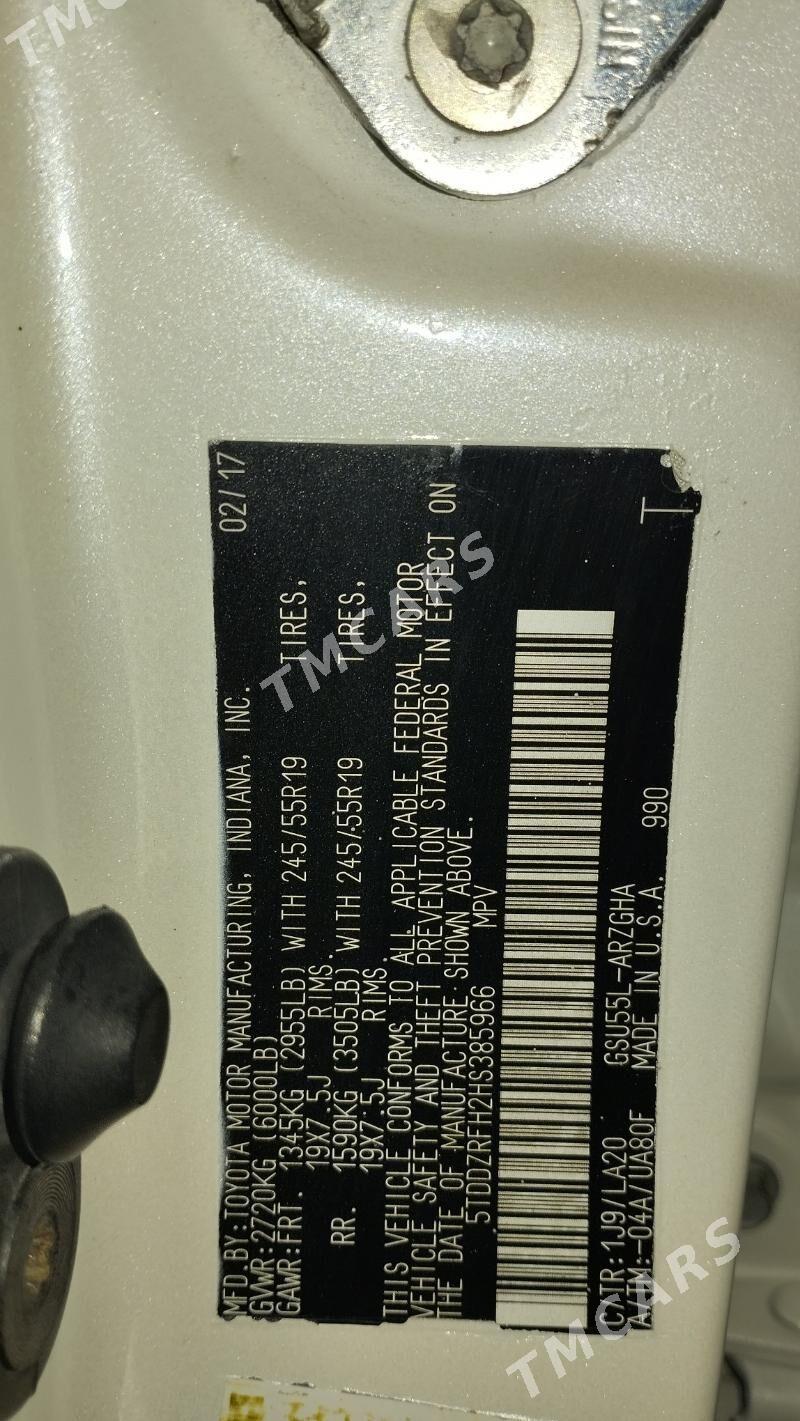 MFD.BY:TOYOTA MOTOR MANUFACTURING, INDIANA, INC. 02/17
GVWR:2720KG (6000LB)
GAWR:FRT. 1345KG (2955LB) WITH 245/55R19 TIRES,
19X7.5J RIMS.
RR. 1590KG (3505LB) WITH 245/55R19 TIRES,
19X7.5J RIMS.
THIS VEHICLE CONFORMS TO ALL APPLICABLE FEDERAL MOTOR
VEHICLE SAFETY AND THEFT PREVENTION STANDARDS IN EFFECT ON
THE DATE OF MANUFACTURE SHOWN ABOVE.
5TDDZRFH2HS385966 MPV
C/TR:1J9/LA20 GSU55L-ARZGHA
A/TM:-04A/UA80F MADE IN U.S.A. 990
T
TMCARS
TMCARS
TMCARS